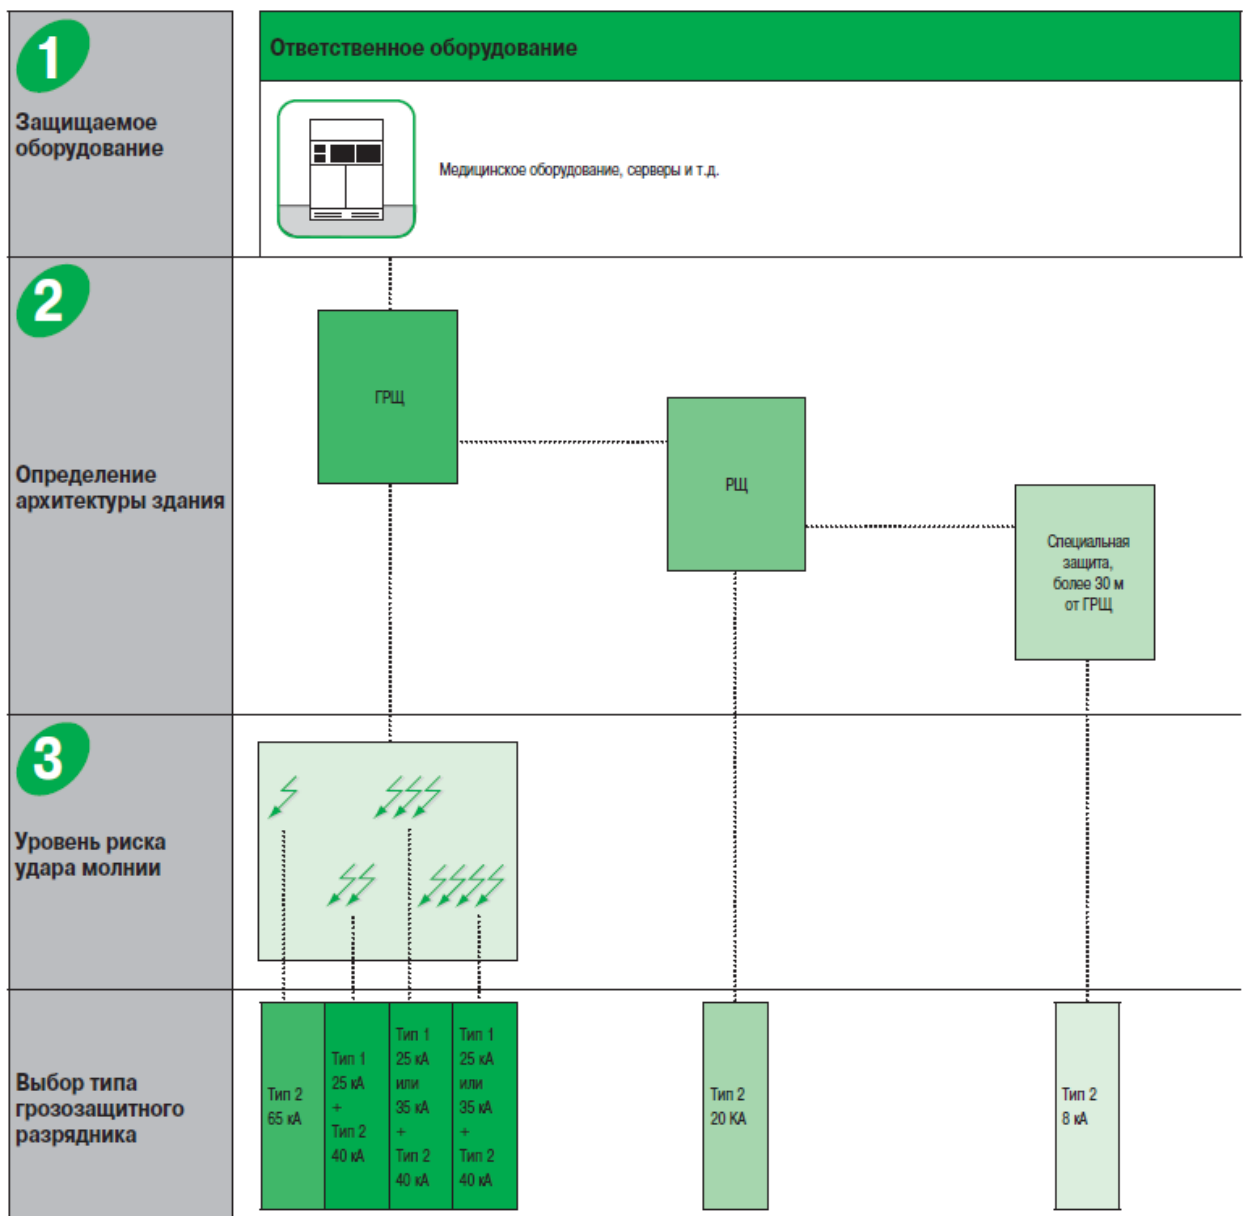 1
Защищаемое
оборудование
Ответственное оборудование
Медицинское оборудование, серверы и т.д.
2
Определение
архитектуры здания
ГРЩ
РЩ
Специальная
защита,
более 30 м
от ГРЩ
3
Уровень риска
удара молнии
Выбор типа
грозозащитного
разрядника
Тип 2
65 кА
Тип 1
25 кА
+
Тип 2
40 кА
Тип 1
25 кА
или
35 кА
+
Тип 2
40 кА
Тип 1
25 кА
или
35 кА
+
Тип 2
40 кА
Тип 2
20 КА
Тип 2
8 кА